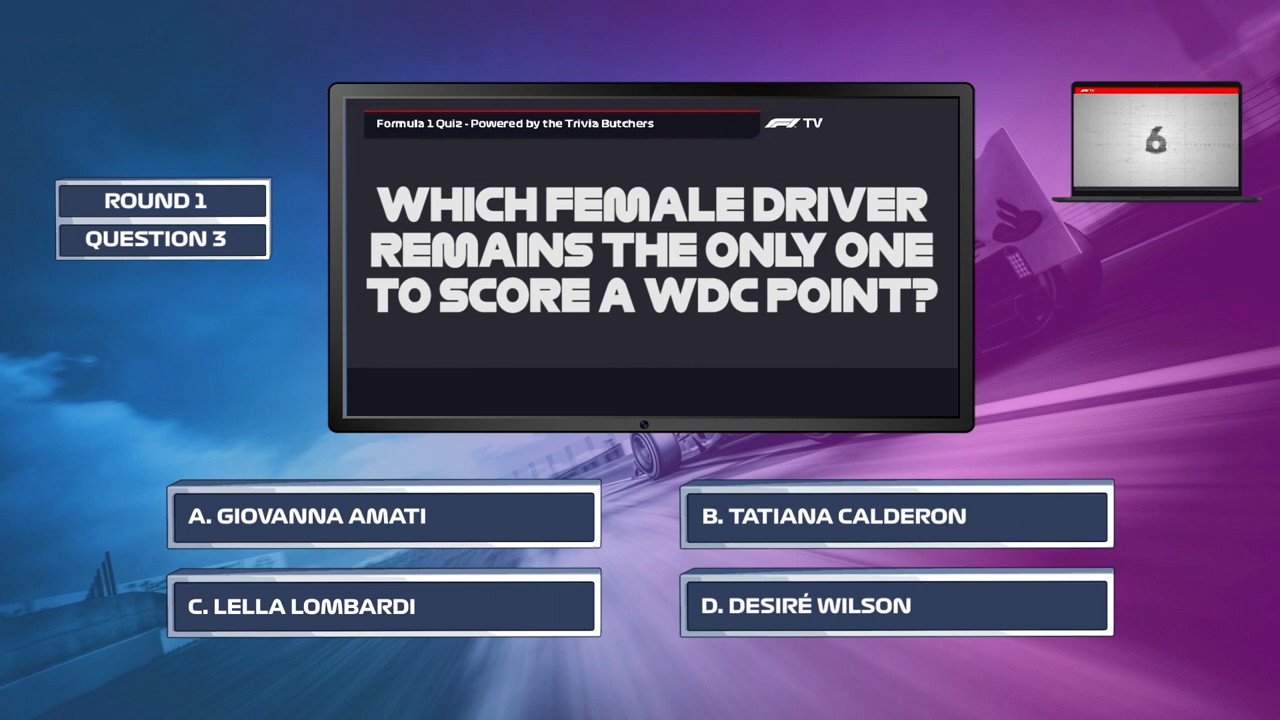 Formula 1 Quiz - Powered by the Trivia Butchers
F1 TV
ROUND 1
QUESTION 3
WHICH FEMALE DRIVER
REMAINS THE ONLY ONE
TO SCORE A WDC POINT?
6
A. GIOVANNA AMATI
B. TATIANA CALDERON
C. LELLA LOMBARDI
D. DESIRÉ WILSON